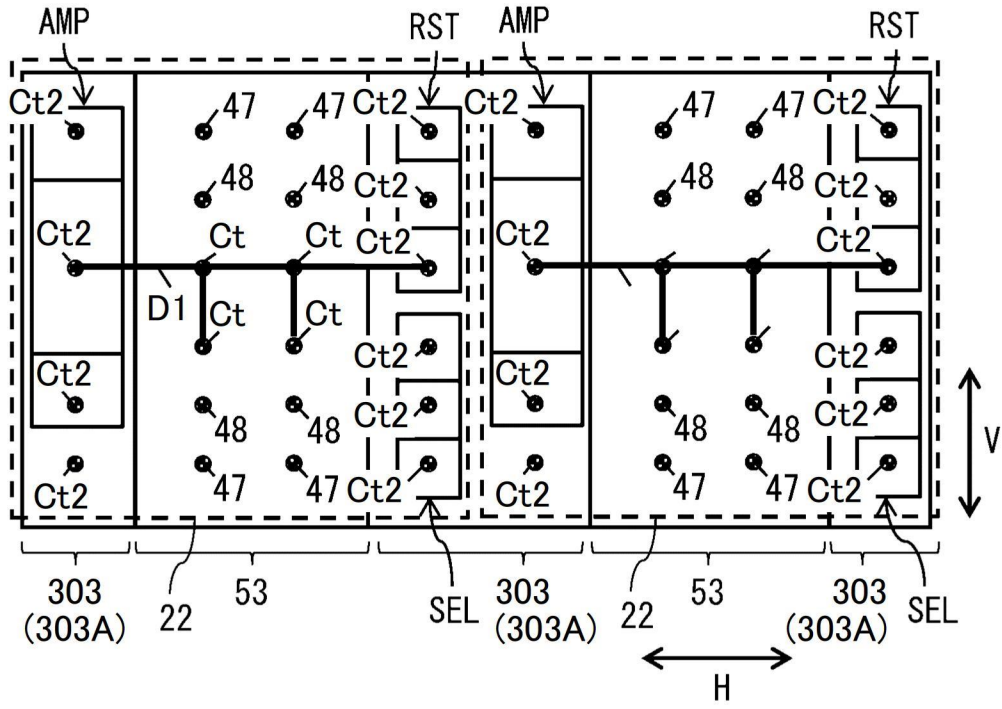 AMP RST AMP RST
Ct2 47 47 Ct2 Ct2 47 47 Ct2
48 48 Ct2 48 48 Ct2
Ct2 Ct Ct Ct2 Ct2 Ct2
D1 Ct Ct
Ct2 Ct2 Ct2 Ct2
48 48 Ct2 48 48 Ct2 V
Ct2 47 47 Ct2 Ct2 47 47 Ct2
303 22 53 SEL 303 22 53 303 SEL
(303A) (303A) (303A)
H